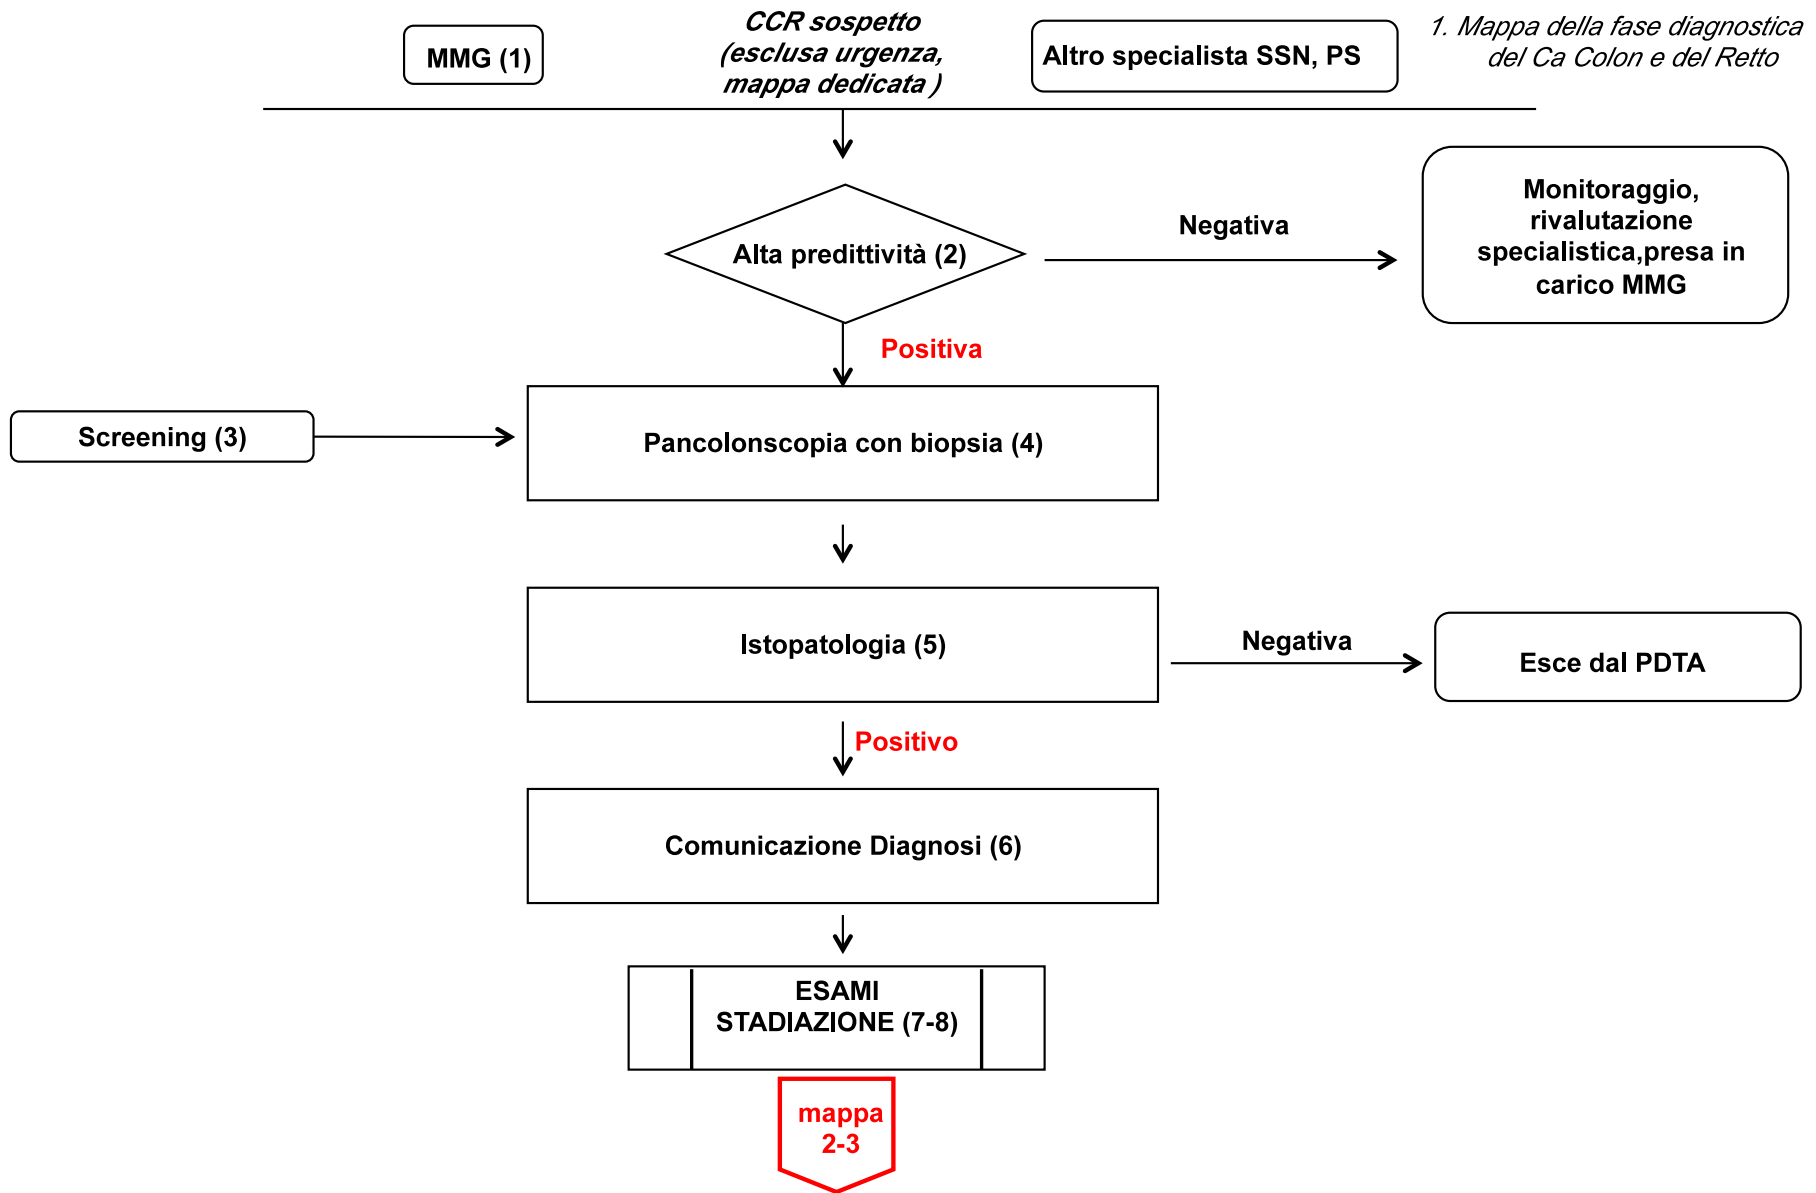 MMG (1)
CCR sospetto
(esclusa urgenza,
mappa dedicata )
Altro specialista SSN, PS
1. Mappa della fase diagnostica
del Ca Colon e del Retto
Alta predittività (2)
Negativa
Monitoraggio,
rivalutazione
specialistica,presa in
carico MMG
Positiva
Screening (3)
Pancolonscopia con biopsia (4)
Istopatologia (5)
Negativa
Esce dal PDTA
Positivo
Comunicazione Diagnosi (6)
ESAMI
STADIAZIONE (7-8)
mappa
2-3